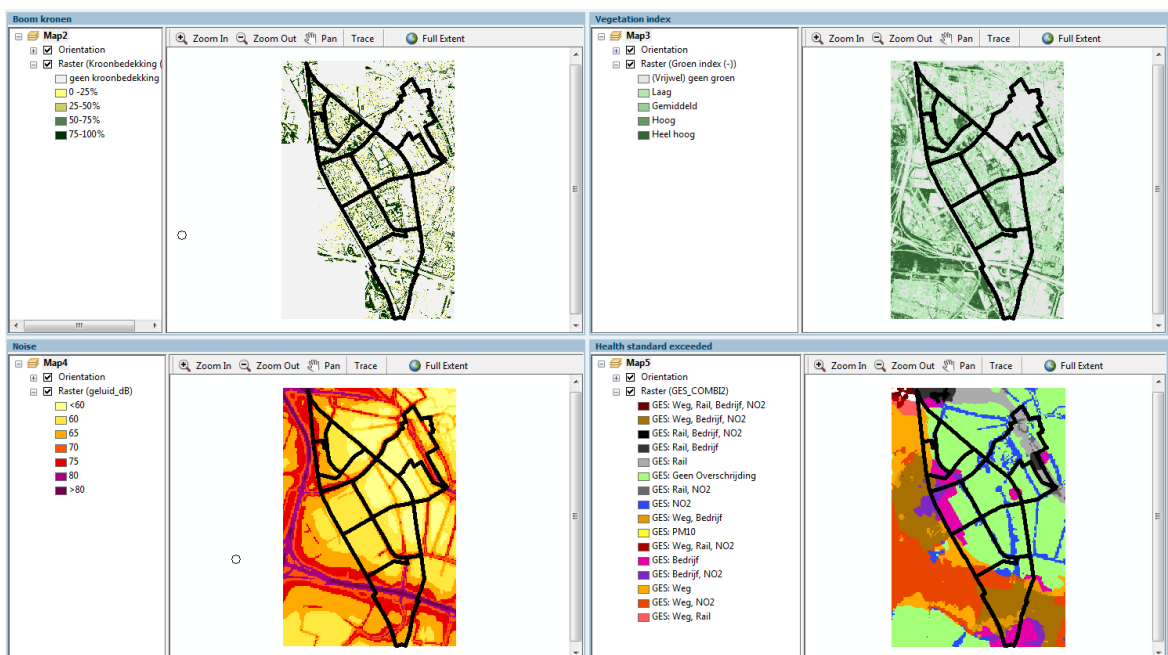 Boom kronen
Map2
Orientation
Raster (Kroonbedekking (
geen kroonbedekking
0 -25%
25-50%
50-75%
75-100%
Zoom In Zoom Out Pan Trace Full Extent
Vegetation index
Map3
Orientation
Raster (Groen index (-))
(Vrijwel) geen groen
Laag
Gemiddeld
Hoog
Heel hoog
Zoom In Zoom Out Pan Trace Full Extent
Noise
Map4
Orientation
Raster (geluid_dB)
<60
60
65
70
75
80
>80
Zoom In Zoom Out Pan Trace Full Extent
Health standard exceeded
Map5
Orientation
Raster (GES_COMBI2)
GES: Weg, Rail, Bedrijf, NO2
GES: Weg, Bedrijf, NO2
GES: Rail, Bedrijf, NO2
GES: Rail, Bedrijf
GES: Rail
GES: Geen Overschrijding
GES: Rail, NO2
GES: NO2
GES: Weg, Bedrijf
GES: PM10
GES: Weg, Rail, NO2
GES: Bedrijf
GES: Bedrijf, NO2
GES: Weg
GES: Weg, NO2
GES: Weg, Rail
Zoom In Zoom Out Pan Trace Full Extent